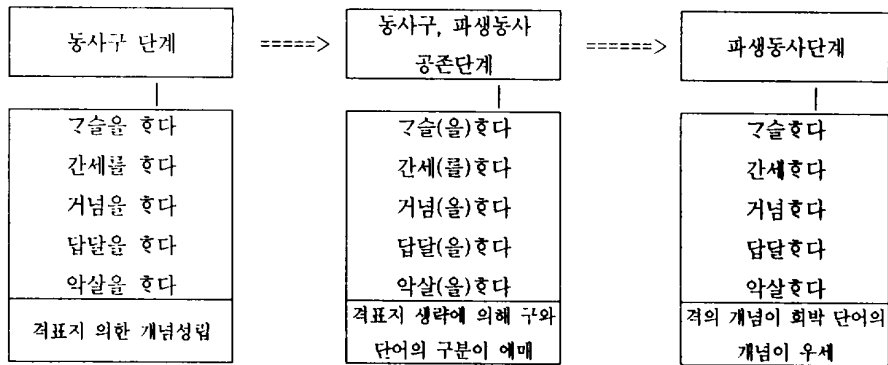 동사구 단계
=====>
동사구, 파생동사
공존단계
======>
파생동사단계
ᄀᆞ슬을 ᄒᆞ다
간세를 ᄒᆞ다
거념을 ᄒᆞ다
답달을 ᄒᆞ다
악살을 ᄒᆞ다
격표지 의한 개념성립
ᄀᆞ슬(을)ᄒᆞ다
간세(를)ᄒᆞ다
거념(을)ᄒᆞ다
답달(을)ᄒᆞ다
악살(올)ᄒᆞ다
격표지 생략에 의해 구와
단어의 구분이 에매
ᄀᆞ슬ᄒᆞ다
간세ᄒᆞ다
거념ᄒᆞ다
답달ᄒᆞ다
악살ᄒᆞ다
격의 개념이 희박 단어의
개념이 우세